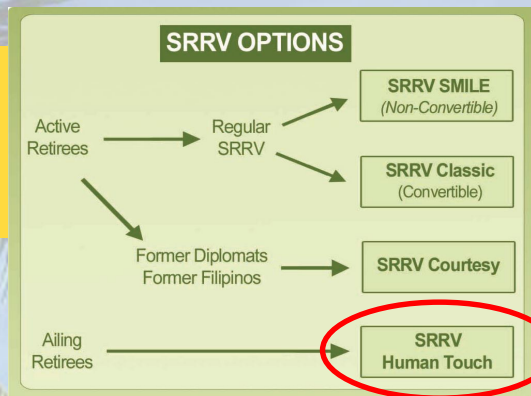 SRRV OPTIONS
SRRV SMILE
(Non-Convertible)
Active
Retirees
Regular
SRRV
SRRV Classic
(Convertible)
Former Diplomats
Former Filipinos
SRRV Courtesy
Ailing
Retirees
SRRV
Human Touch